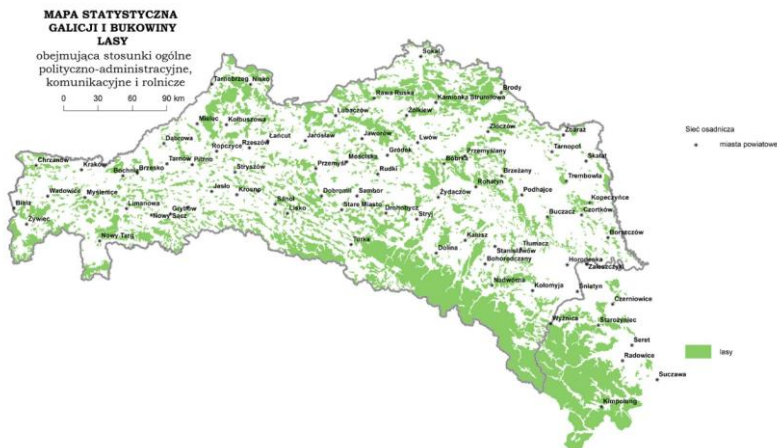 MAPA STATYSTYCZNA
GALICJI I BUKOWINY
LASY
obejmująca stosunki ogólne
polityczno-administracyjne,
komunikacyjne i rolnicze
0 30 60 90 km
Sokal
Tarnobrzeg
Nisko
Brody
Rawa Ruska
Kamionka Strumiłowa
Lubaczów
Żółkiew
Mielec
Kolbuszowa
Złoczów
Zbaraż
Dąbrowa
Łańcut
Jarosław
Jaworów
Lwów
Ropczyce
Rzeszów
Przemyślany
Tarnopol
Chrzanów
Kraków
Bochnia
Brzesko
Tarnów
Pilzno
Przemyśl
Mościska
Gródek
Bóbrka
Skałat
Stryszów
Rudki
Rohatyn
Brzeżany
Trembowla
Biała
Wadowice
Myślenice
Jasło
Krosno
Dobromil
Sambor
Żydaczów
Podhajce
Kopeczyńce
Żywiec
Limanowa
Grybów
Nowy Sącz
Sanok
Lisko
Stare Miasto
Drohobycz
Stryj
Buczacz
Czortków
Nowy Targ
Turka
Kałusz
Tłumacz
Borszczów
Dolina
Stanisławów
Bohorodczany
Horodenka
Zaleszczyki
Nadwórna
Kołomyja
Śniatyn
Czerniowice
Wyżnica
Starożyniec
Seret
Radowice
Suczawa
Kimpolung
Sieć osadnicza
miasta powiatowe
lasy